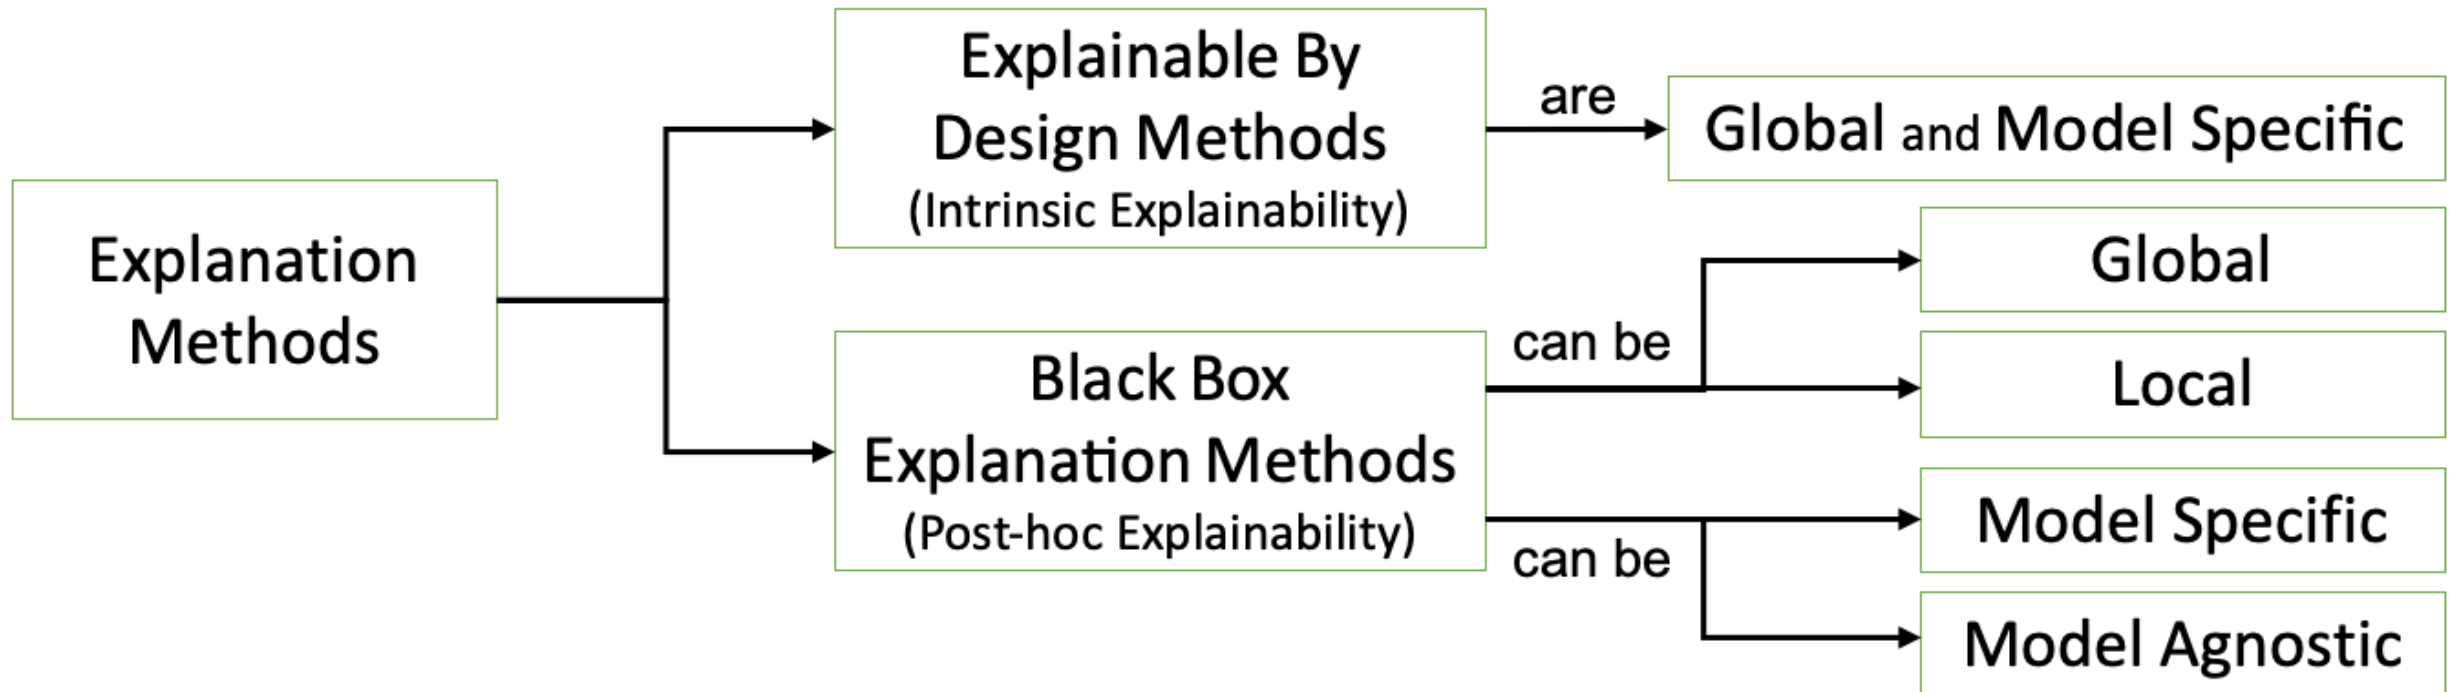 Explanation
Methods
Explainable By
Design Methods
(Intrinsic Explainability)
are
Global and Model Specific
Black Box
Explanation Methods
(Post-hoc Explainability)
can be
Global
Local
can be
Model Specific
Model Agnostic